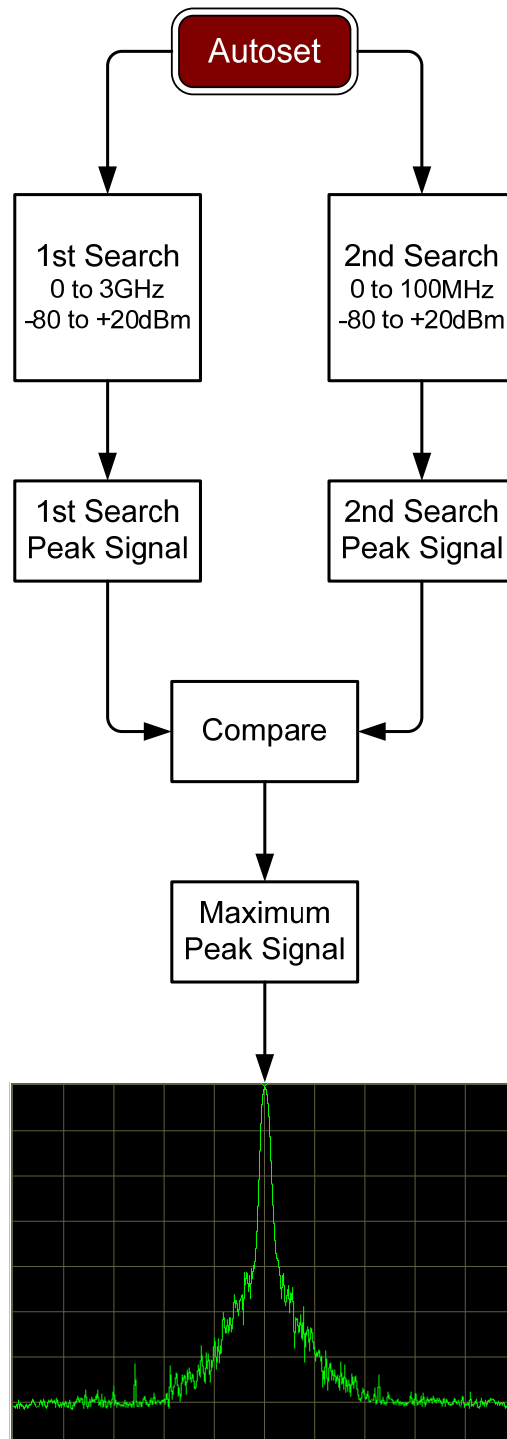 Autoset
1st Search
0 to 3GHz
-80 to +20dBm
2nd Search
0 to 100MHz
-80 to +20dBm
1st Search
Peak Signal
2nd Search
Peak Signal
Compare
Maximum
Peak Signal